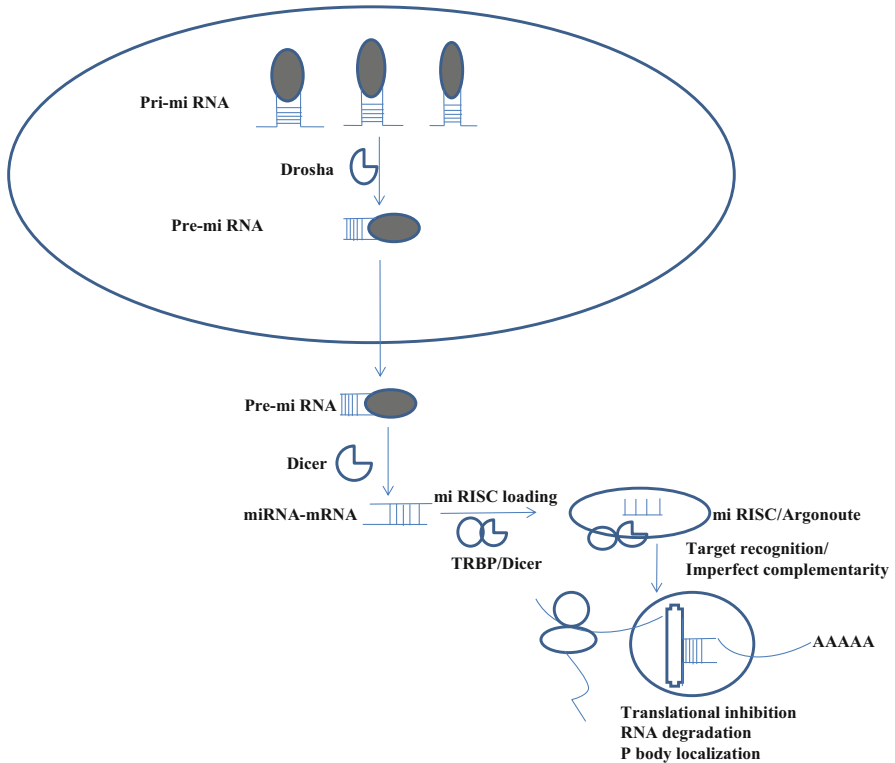 Pri-mi RNA
Drosha
Pre-mi RNA
Pre-mi RNA
Dicer
miRNA-mRNA
mi RISC loading
TRBP/Dicer
mi RISC/Argonoute
Target recognition/
Imperfect complementarity
AAAAA
Translational inhibition
RNA degradation
P body localization